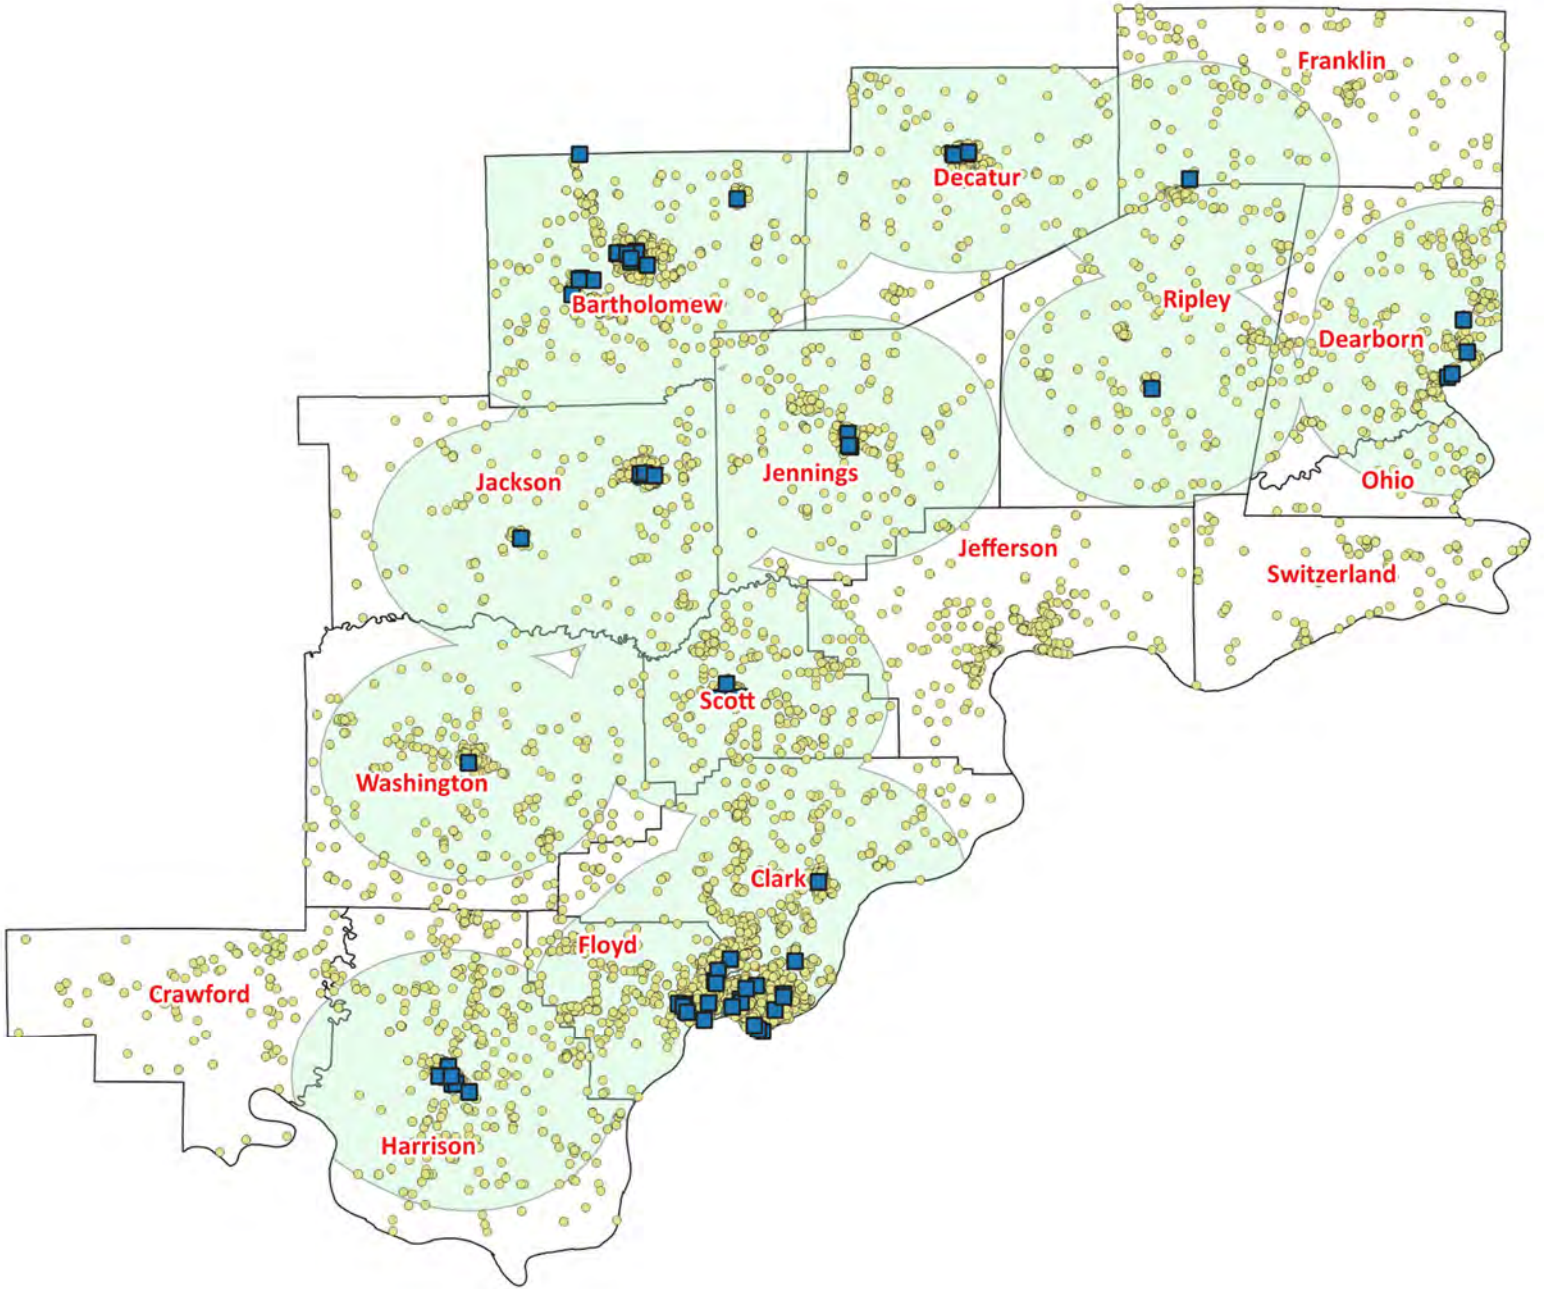 Franklin
Decatur
Bartholomew
Ripley
Dearborn
Jackson
Jennings
Ohio
Jefferson
Switzerland
Scott
Washington
Clark
Floyd
Crawford
Harrison